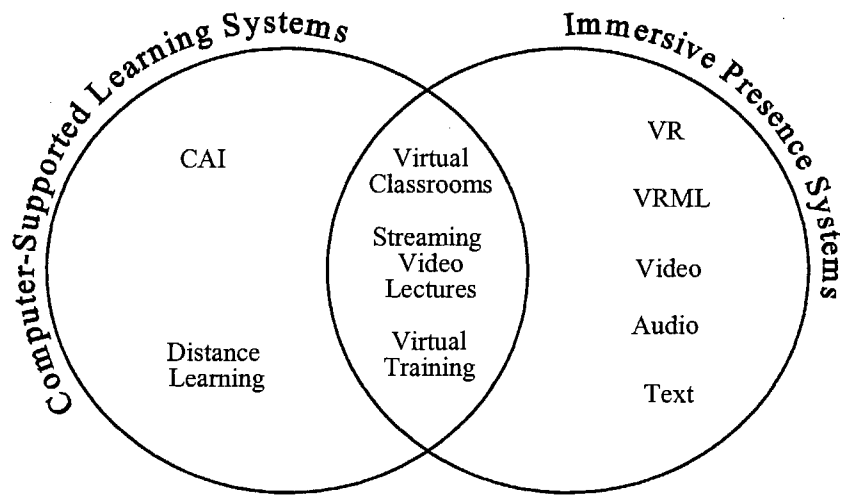 Computer-Supported Learning Systems
Immersive Presence Systems
CAI
Distance
Learning
Virtual
Classrooms
Streaming
Video
Lectures
Virtual
Training
VR
VRML
Video
Audio
Text